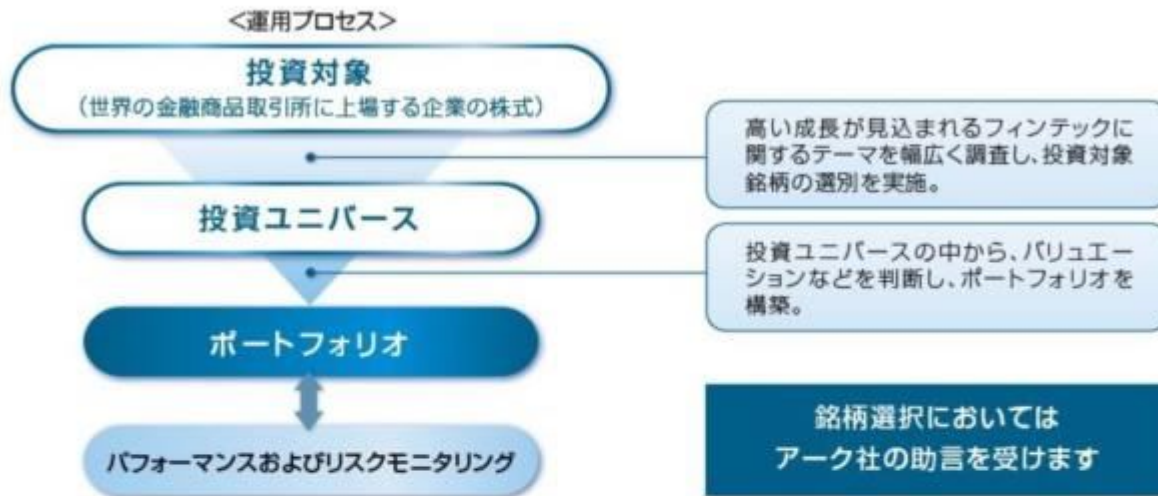 <運用プロセス>
投資対象
（世界の金融商品取引所に上場する企業の株式）
高い成長が見込まれるフィンテックに
関するテーマを幅広く調査し、投資対象
銘柄の選別を実施。
投資ユニバース
投資ユニバースの中から、バリュエー
ションなどを判断し、ポートフォリオを
構築。
ポートフォリオ
パフォーマンスおよびリスクモニタリング
銘柄選択においては
アーク社の助言を受けます